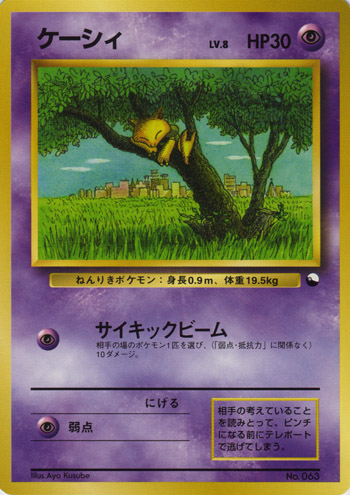 ケーシィ LV.8 HP30
ねんりきポケモン：身長0.9m、体重19.5kg
サイキックビーム
相手の場のポケモン1匹を選び、(「弱点・抵抗力」に関係なく)
10ダメージ。
にげる
弱点
相手の考えていること
を読みとって、ピンチ
になる前にテレポート
で逃げてしまう。
Illus.Ayo Kusube No.063